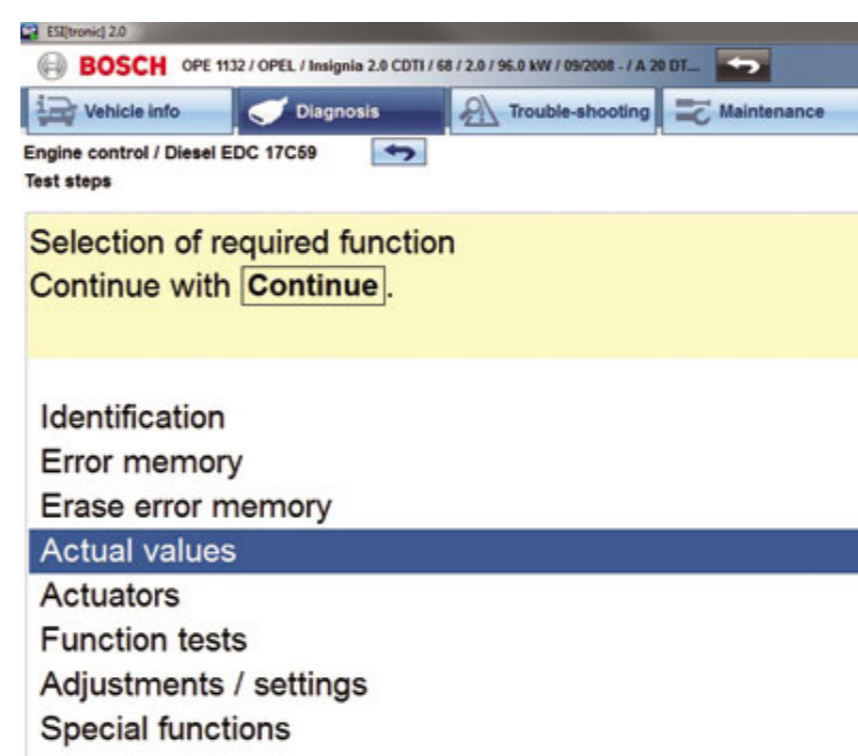 ESI[tronic] 2.0
BOSCH OPE 1132 / OPEL / Insignia 2.0 CDTI / 68 / 2.0 / 96.0 kW / 09/2008 - / A 20 DT...
Vehicle info Diagnosis Trouble-shooting Maintenance
Engine control / Diesel EDC 17C59
Test steps
Selection of required function
Continue with Continue.
Identification
Error memory
Erase error memory
Actual values
Actuators
Function tests
Adjustments / settings
Special functions